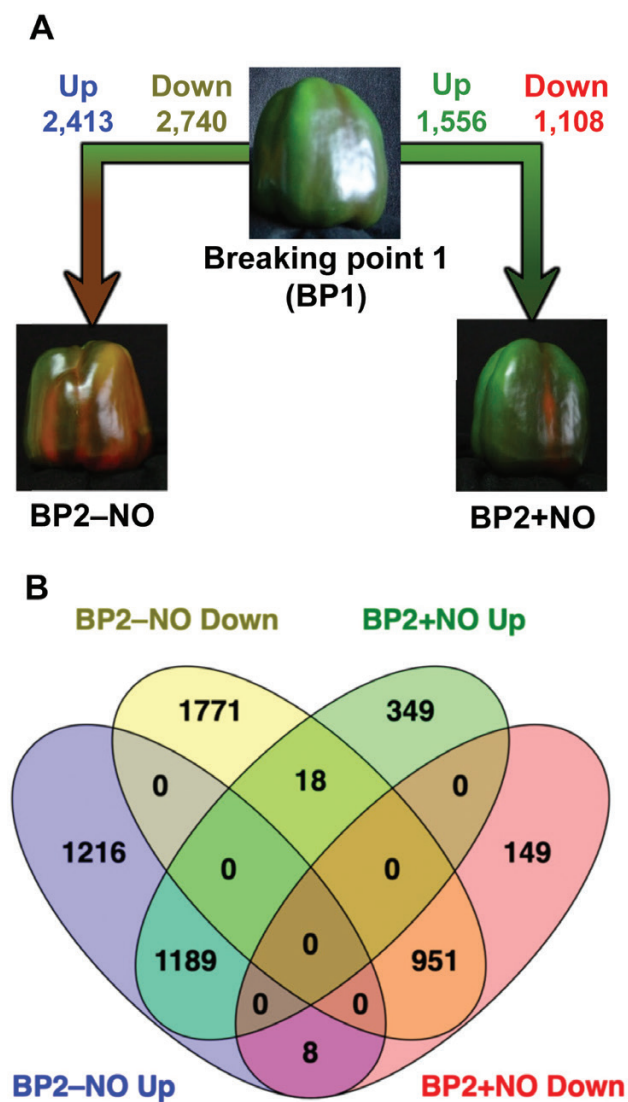 A
Up Down Up Down
2,413 2,740 1,556 1,108
Breaking point 1
(BP1)
BP2–NO BP2+NO
B
BP2–NO Down BP2+NO Up
1771 349
0 18 0
1216 149
0 0
1189 0 951
0 0
8
BP2–NO Up BP2+NO Down